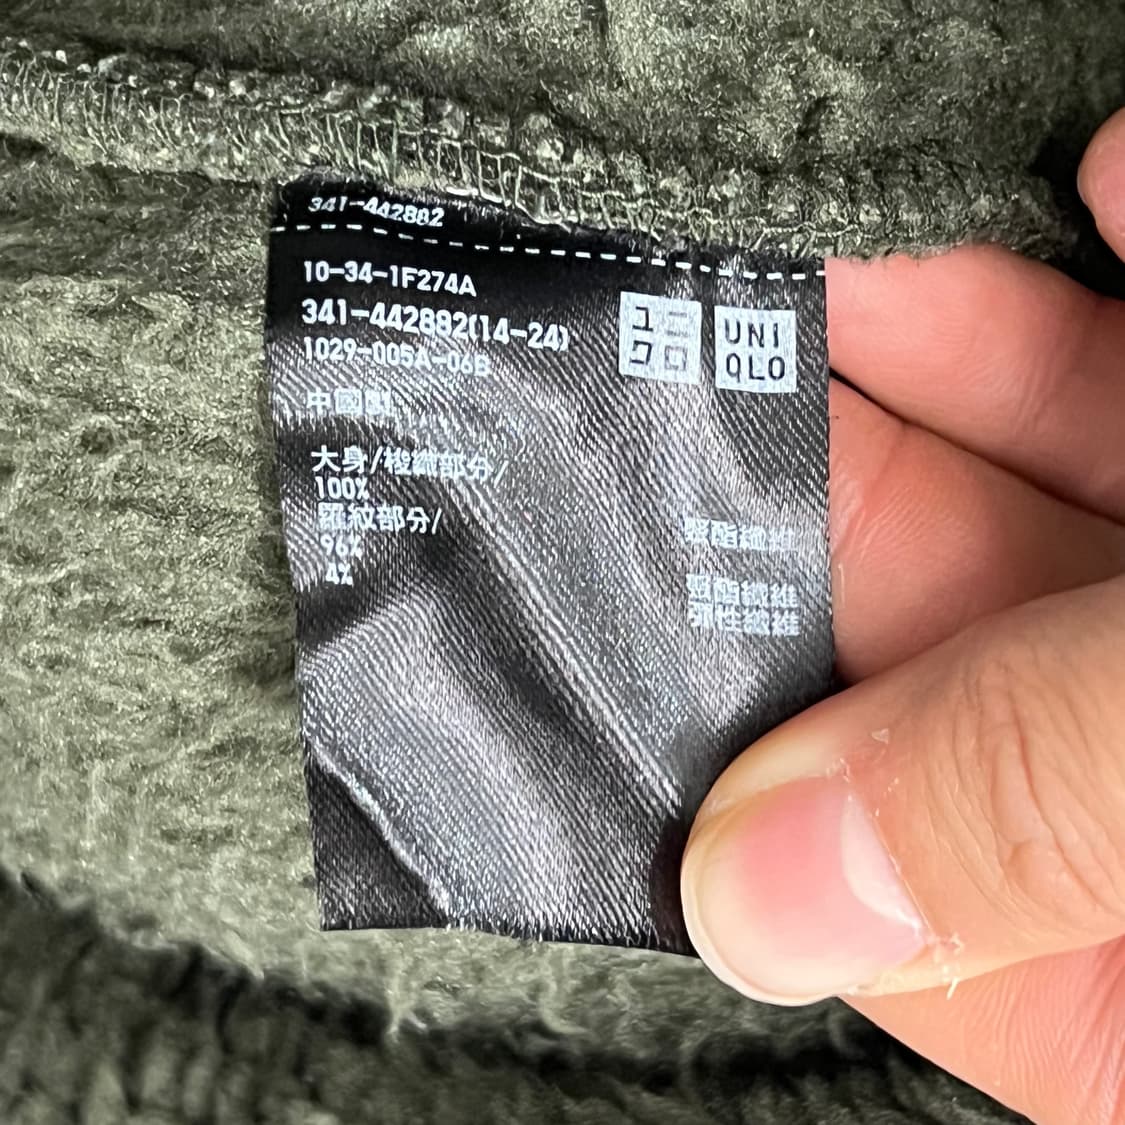 341-442882
10-34-1F274A
341-442882(14-24)
1029-005A-06B
ユニクロ
UNIQLO
中國製
大身/梭織部分/
100% 聚酯纖維
羅紋部分/
96% 聚酯纖維
4% 彈性纖維